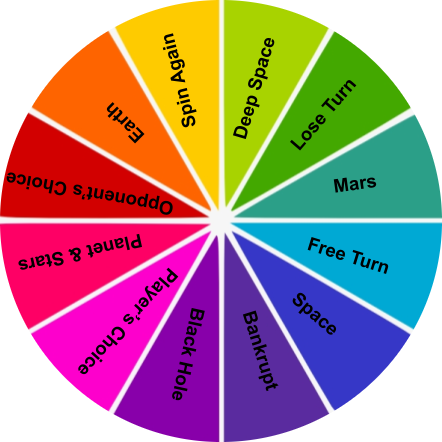 Deep Space
Lose Turn
Mars
Free Turn
Space
Bankrupt
Black Hole
Player's Choice
Planet & Stars
Opponent's Choice
Earth
Spin Again